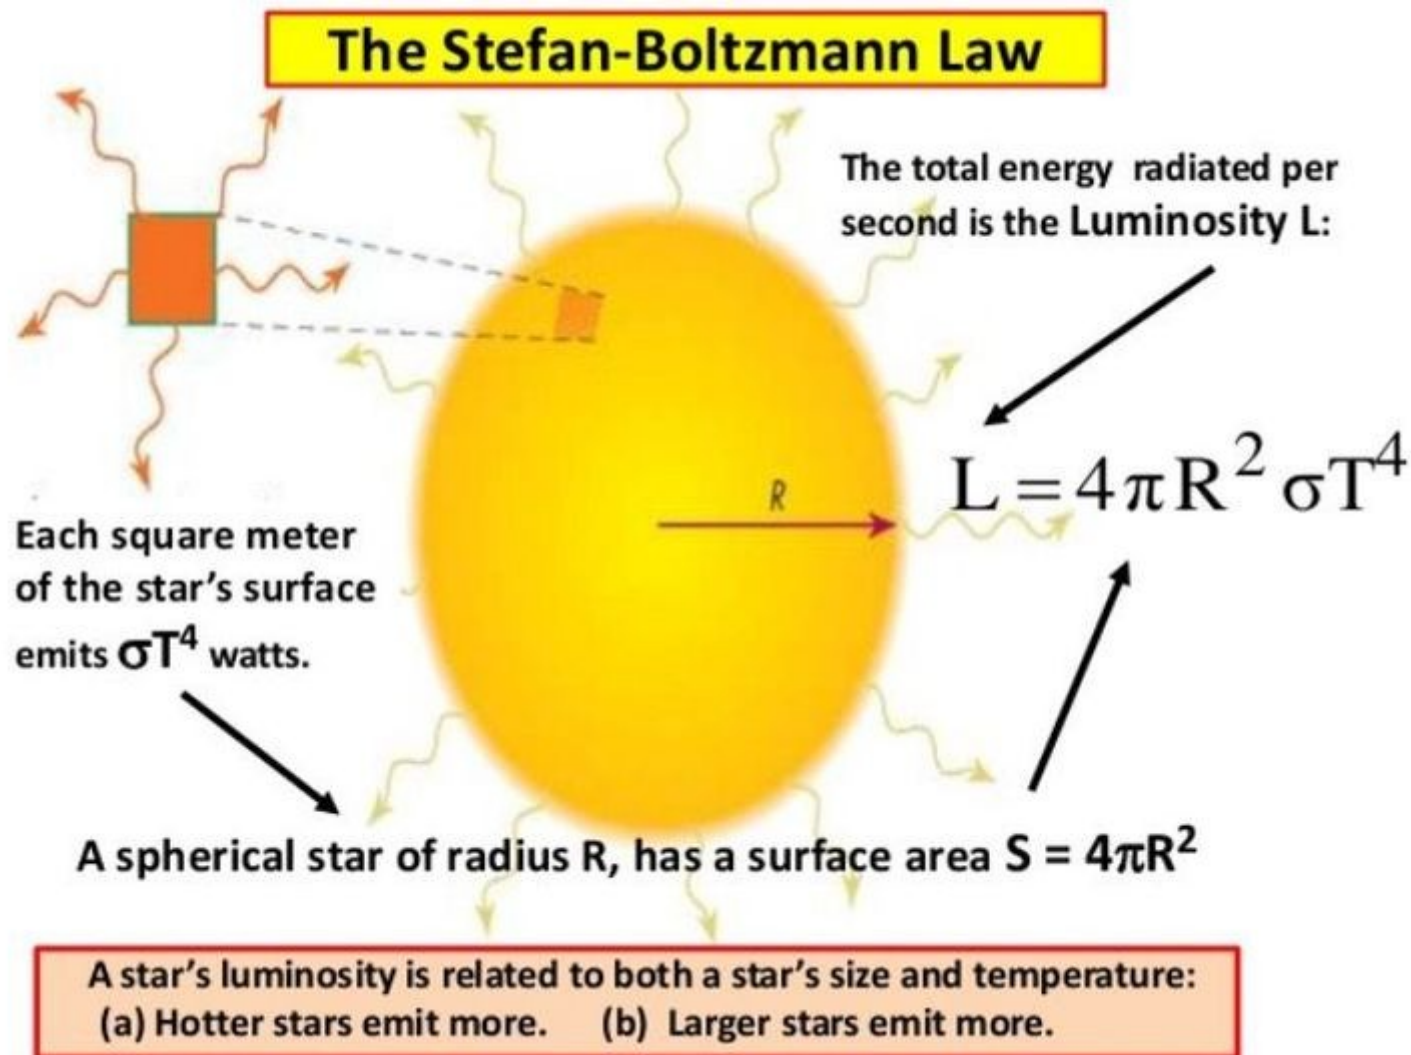 The Stefan-Boltzmann Law
The total energy radiated per
second is the Luminosity L:
L = 4πR² σT⁴
R
Each square meter
of the star's surface
emits σT⁴ watts.
A spherical star of radius R, has a surface area S = 4πR²
A star's luminosity is related to both a star's size and temperature:
(a) Hotter stars emit more. (b) Larger stars emit more.